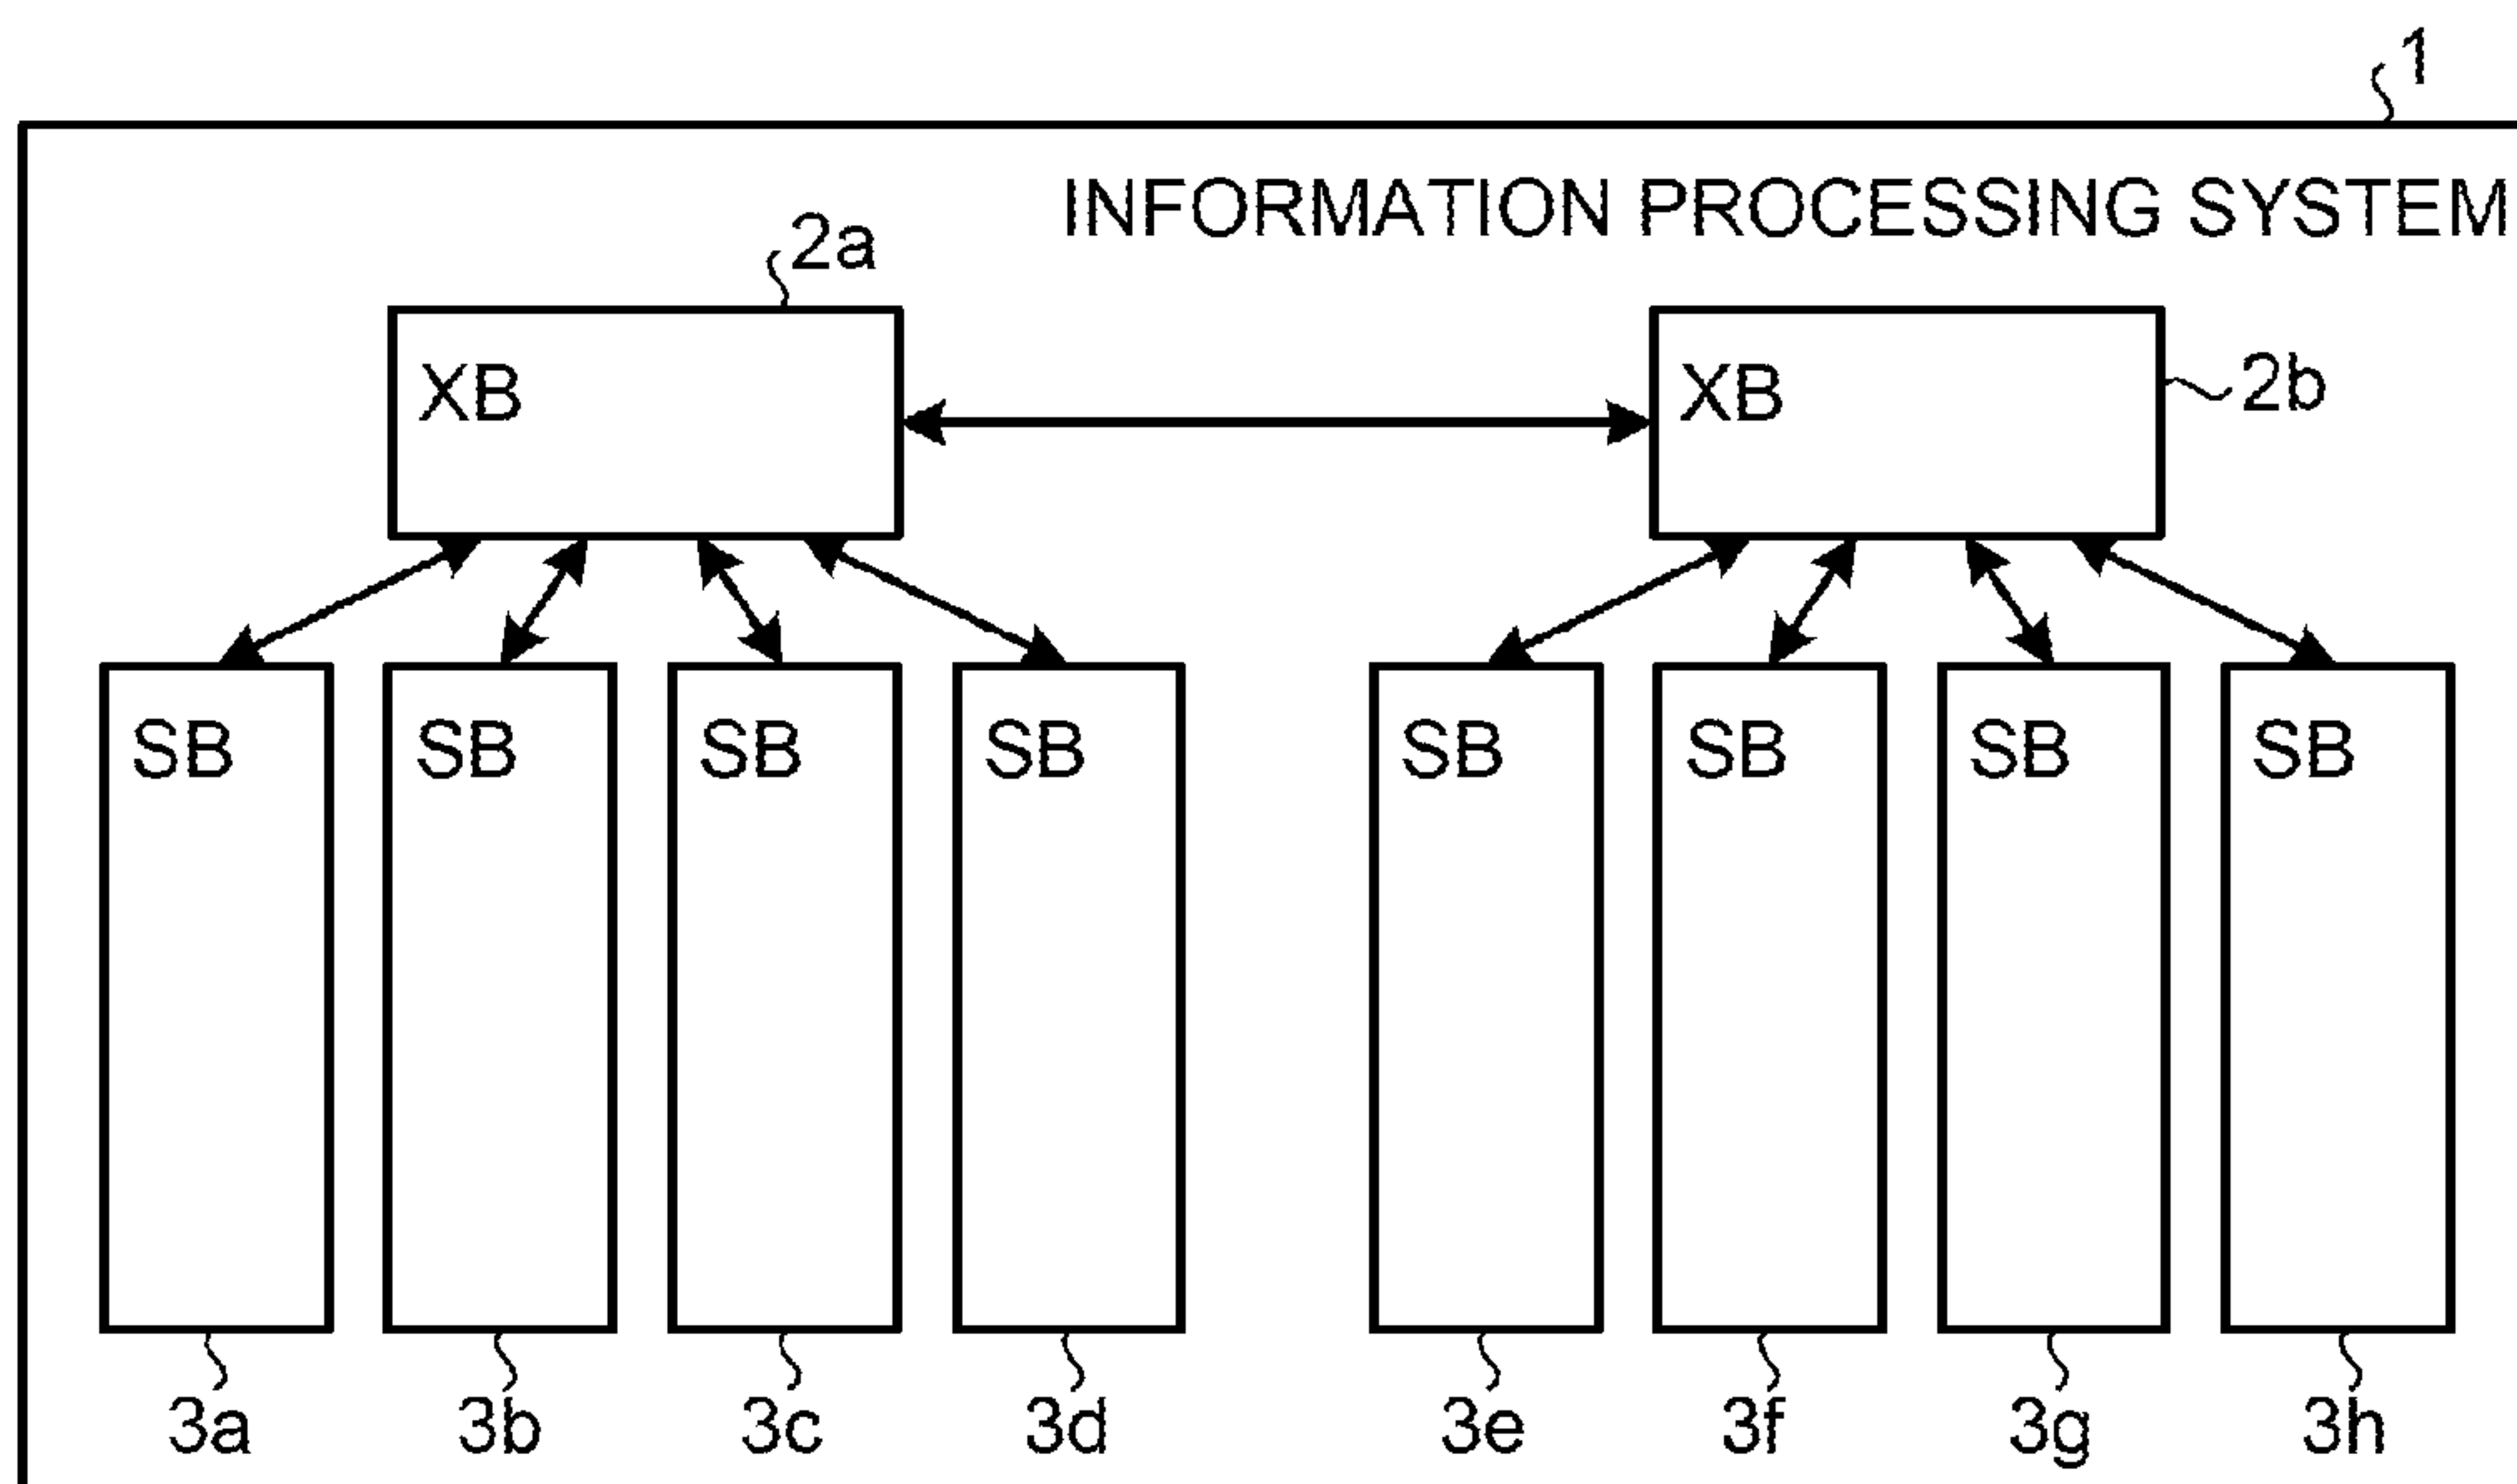 1
INFORMATION PROCESSING SYSTEM
2a
XB
XB
2b
SB SB SB SB SB SB SB SB
3a 3b 3c 3d 3e 3f 3g 3h